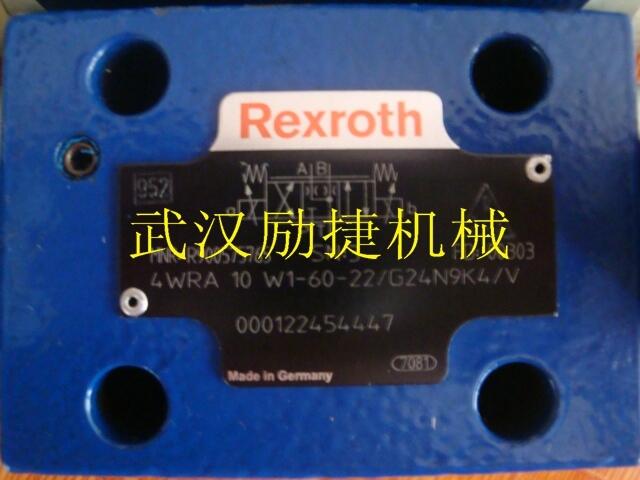 Rexroth
952
A B
a b
武汉励捷机械
4WRA 10 W1-60-22/G24N9K4/V
000122454447
7081
Made in Germany